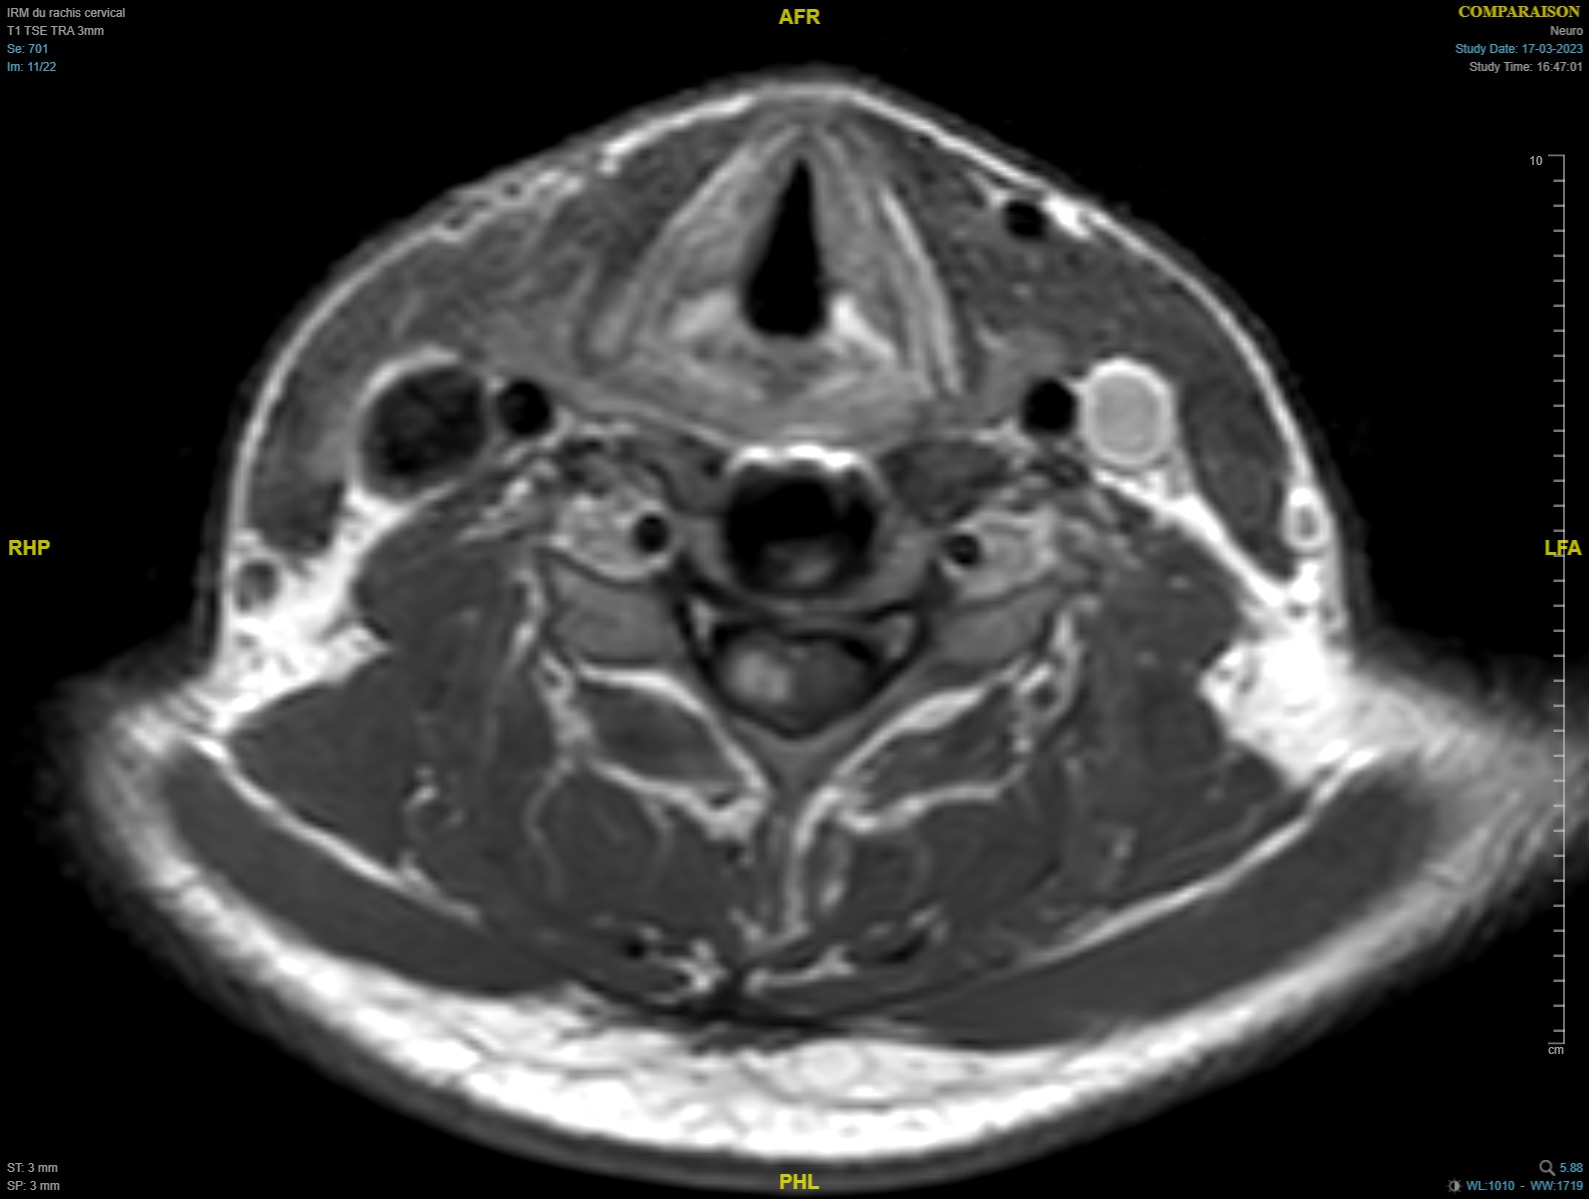 IRM du rachis cervical
T1 TSE TRA 3mm
Se: 701
Im: 11/22
AFR
COMPARAISON
Neuro
Study Date: 17-03-2023
Study Time: 16:47:01
10
RHP
LFA
cm
ST: 3 mm
SP: 3 mm
PHL
5.88
WL:1010 - WW:1719